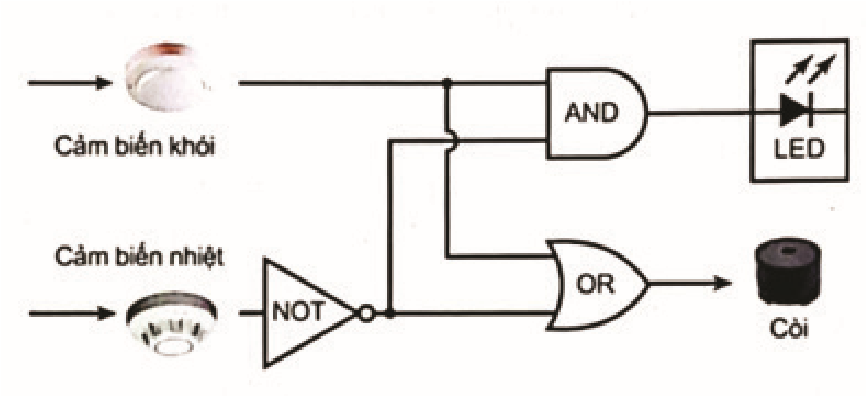 Cảm biến khói
AND
LED
Cảm biến nhiệt
NOT
OR
Còi